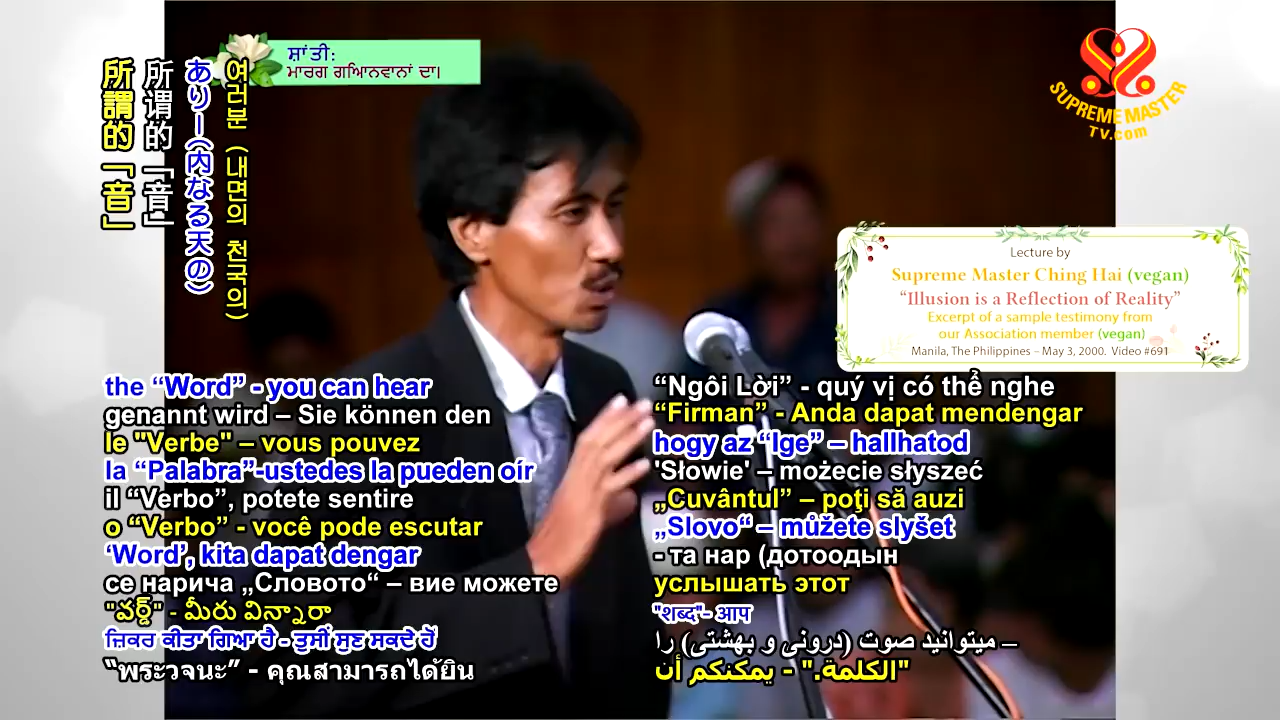 ਸ਼ਾਂਤੀ:
ਮਾਰਗ ਗਿਆਨਵਾਨਾਂ ਦਾ।
SUPREME MASTER
TV.com
所謂的「音」
所谓的「音」
あり—(内なる天の)
여러분 (내면의 천국의)
Lecture by
Supreme Master Ching Hai (vegan)
“Illusion is a Reflection of Reality”
Excerpt of a sample testimony from
our Association member (vegan)
Manila, The Philippines – May 3, 2000. Video #691
the “Word” - you can hear
genannt wird – Sie können den
le "Verbe" – vous pouvez
la “Palabra”-ustedes la pueden oír
il “Verbo”, potete sentire
o “Verbo” - você pode escutar
‘Word’, kita dapat dengar
се нарича „Словото“ – вие можете
"వర్డ్" - మీరు విన్నారా
ਜ਼ਿਕਰ ਕੀਤਾ ਗਿਆ ਹੈ - ਤੁਸੀਂ ਸੁਣ ਸਕਦੇ ਹੋਂ
“พระวจนะ” - คุณสามารถได้ยิน
“Ngôi Lời” - quý vị có thể nghe
“Firman” - Anda dapat mendengar
hogy az “Ige” – hallhatod
'Słowie' – możecie słyszeć
„Cuvântul” – poţi să auzi
„Slovo“ – můžete slyšet
- та нар (дотоодын
услышать этот
"शब्द"- आप
– میتوانید صوت (درونی و بهشتی) را
"الكلمة." - يمكنكم أن